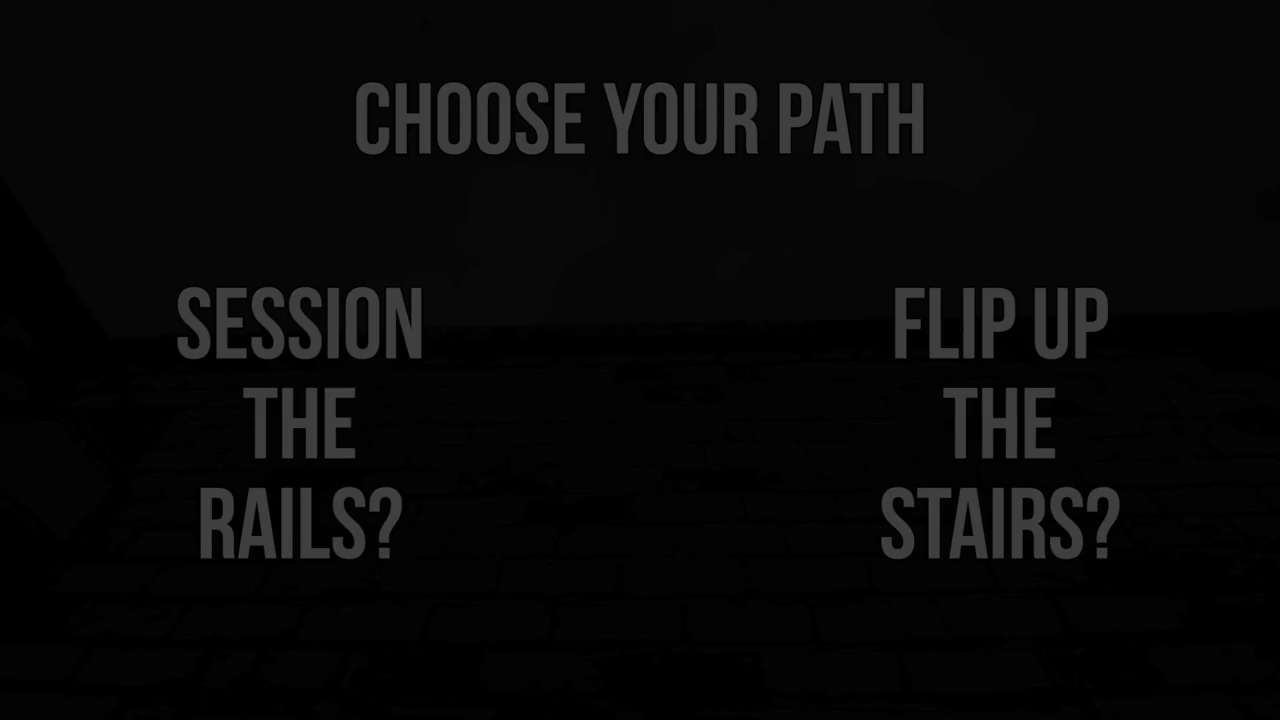 CHOOSE YOUR PATH
SESSION
THE
RAILS?
FLIP UP
THE
STAIRS?